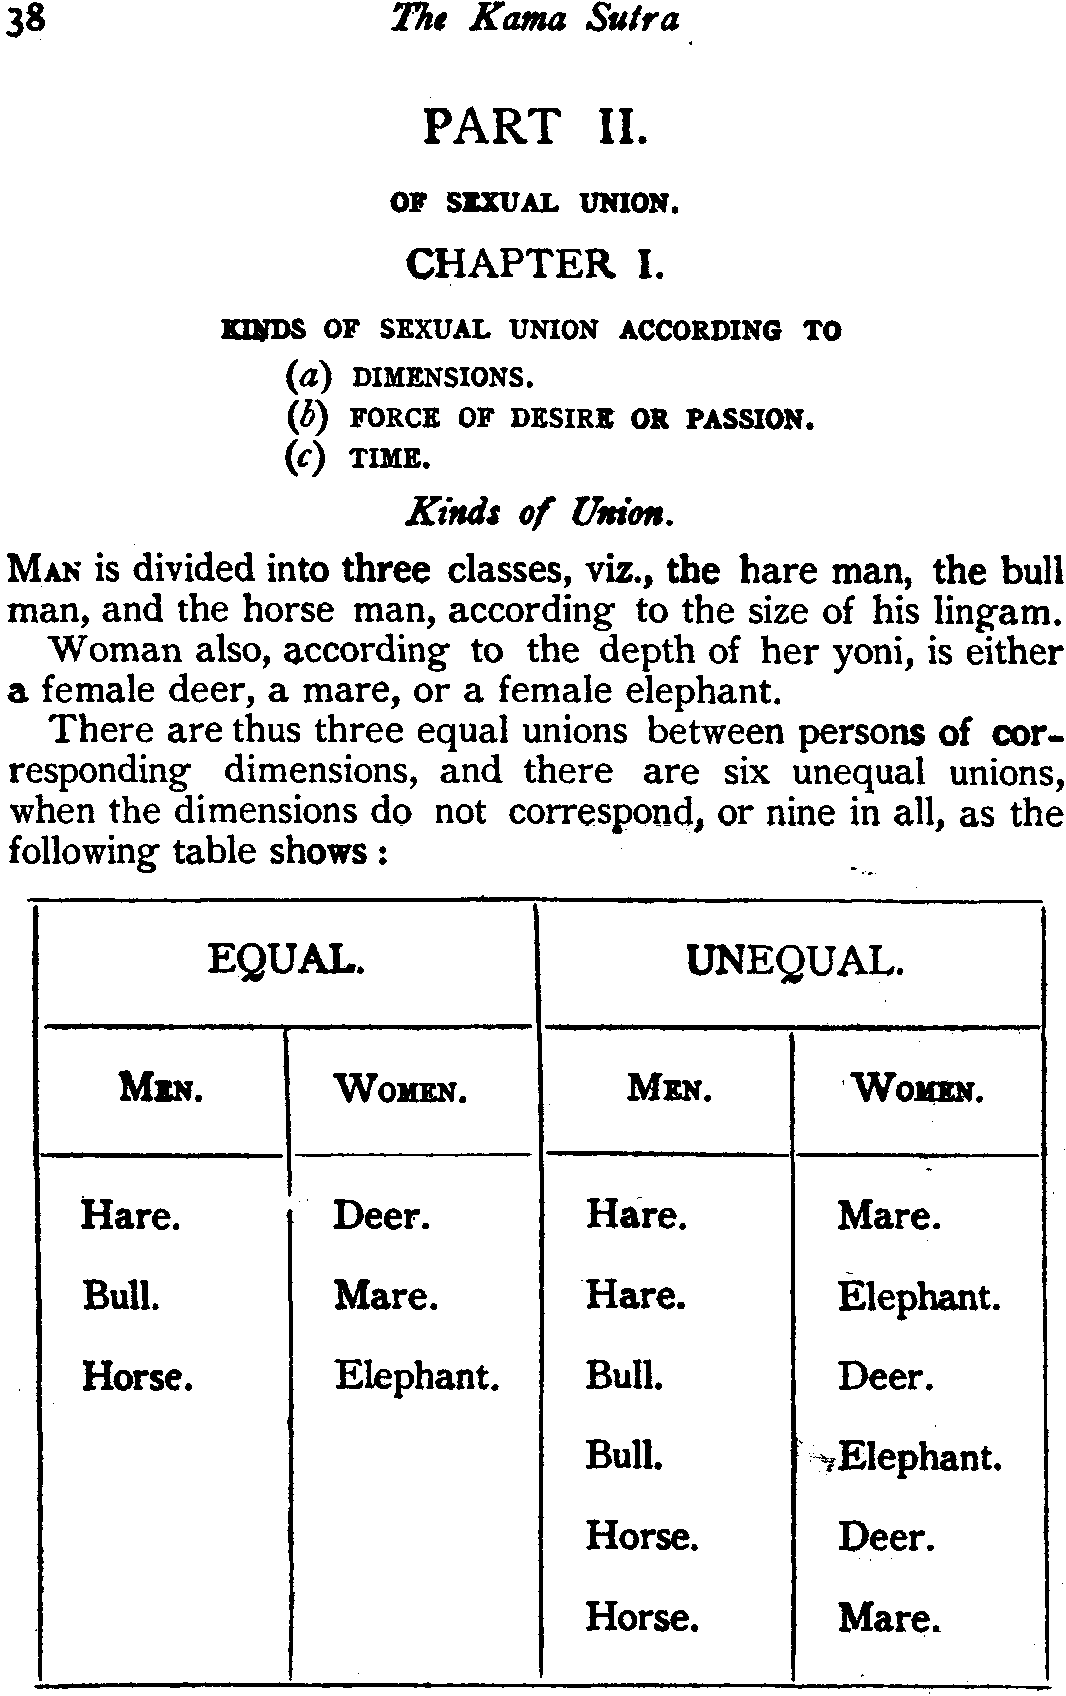 38 The Kama Sutra
PART II.
OF SEXUAL UNION.
CHAPTER I.
KINDS OF SEXUAL UNION ACCORDING TO
(a) DIMENSIONS.
(b) FORCE OF DESIRE OR PASSION.
(c) TIME.
Kinds of Union.
MAN is divided into three classes, viz., the hare man, the bull
man, and the horse man, according to the size of his lingam.
Woman also, according to the depth of her yoni, is either
a female deer, a mare, or a female elephant.
There are thus three equal unions between persons of cor-
responding dimensions, and there are six unequal unions,
when the dimensions do not correspond, or nine in all, as the
following table shows :
EQUAL. UNEQUAL.
MEN. WOMEN. MEN. WOMEN.
Hare. Deer. Hare. Mare.
Bull. Mare. Hare. Elephant.
Horse. Elephant. Bull. Deer.
Bull. Elephant.
Horse. Deer.
Horse. Mare.